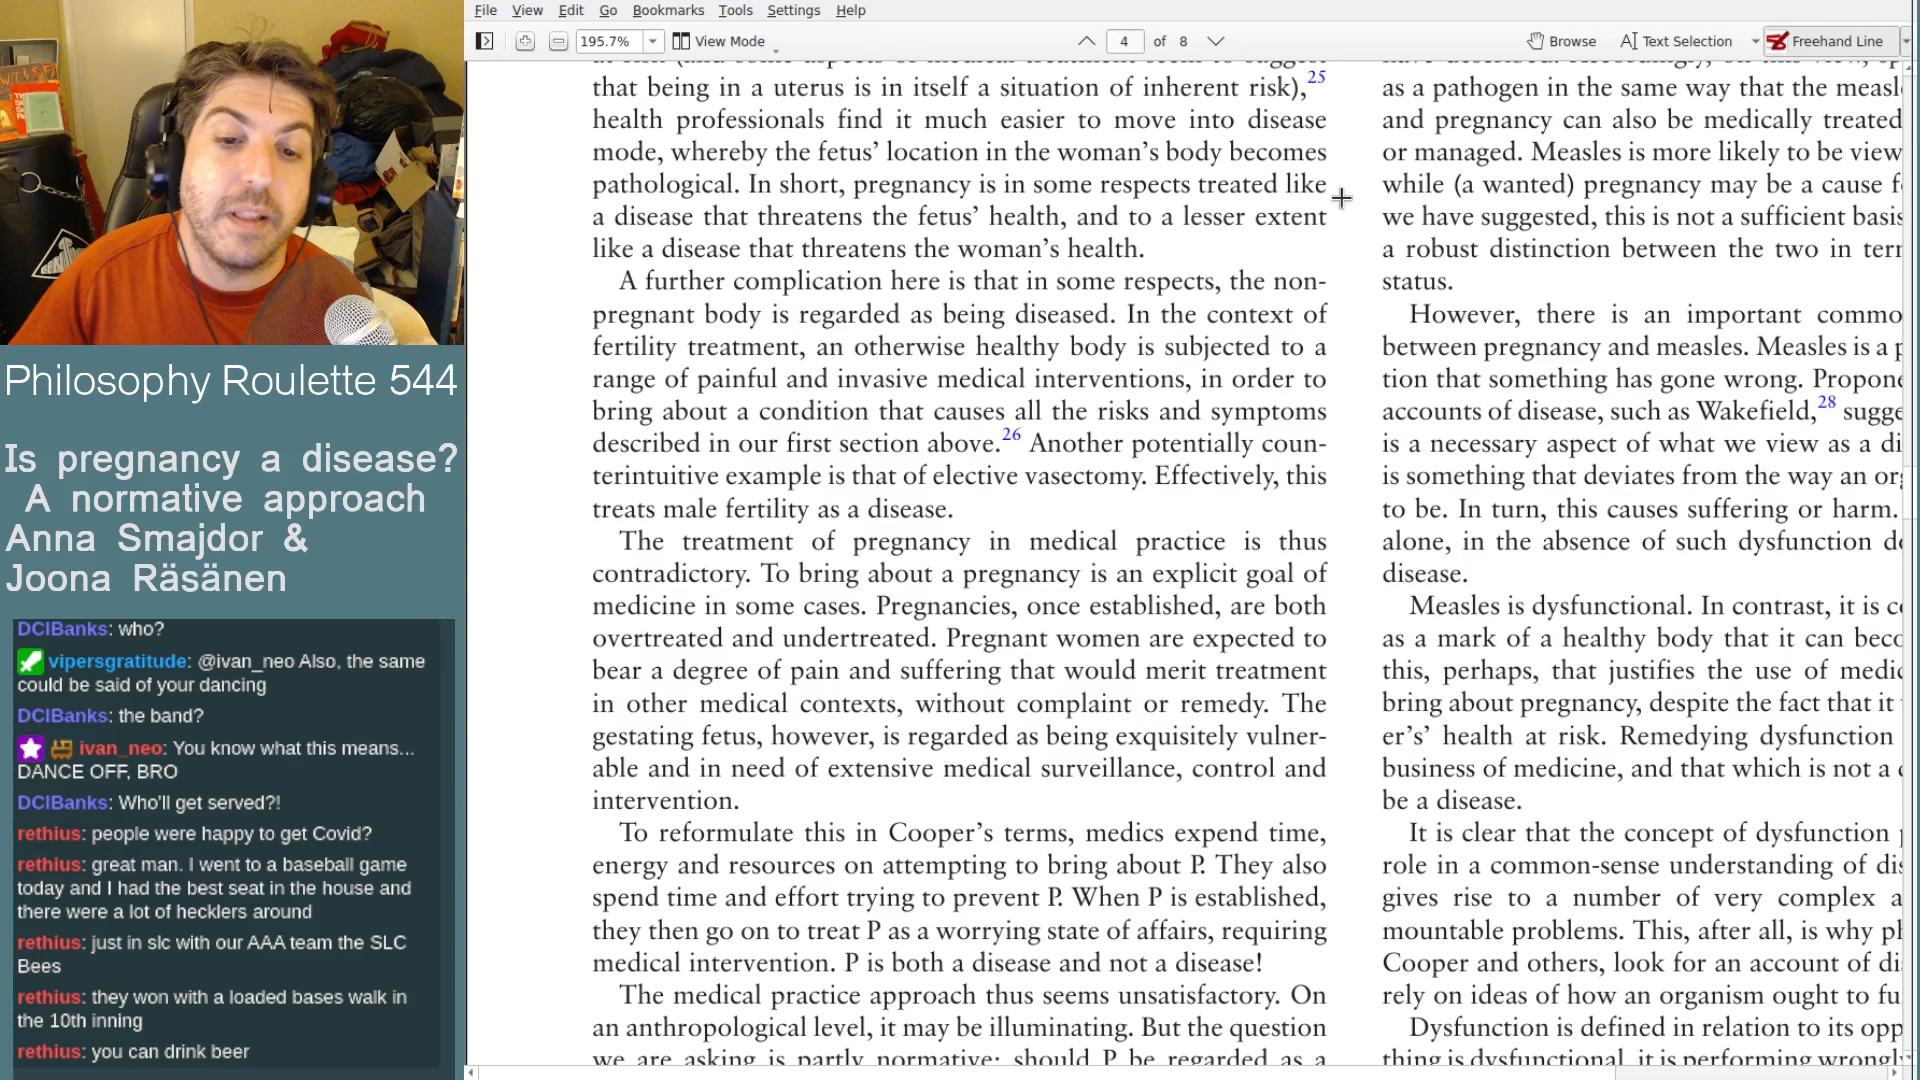 File View Edit Go Bookmarks Tools Settings Help
195.7% View Mode 4 of 8 Browse Text Selection Freehand Line
that being in a uterus is in itself a situation of inherent risk),25
health professionals find it much easier to move into disease
mode, whereby the fetus' location in the woman's body becomes
pathological. In short, pregnancy is in some respects treated like
a disease that threatens the fetus' health, and to a lesser extent
like a disease that threatens the woman's health.
A further complication here is that in some respects, the non-
pregnant body is regarded as being diseased. In the context of
fertility treatment, an otherwise healthy body is subjected to a
range of painful and invasive medical interventions, in order to
bring about a condition that causes all the risks and symptoms
described in our first section above.26 Another potentially coun-
terintuitive example is that of elective vasectomy. Effectively, this
treats male fertility as a disease.
The treatment of pregnancy in medical practice is thus
contradictory. To bring about a pregnancy is an explicit goal of
medicine in some cases. Pregnancies, once established, are both
overtreated and undertreated. Pregnant women are expected to
bear a degree of pain and suffering that would merit treatment
in other medical contexts, without complaint or remedy. The
gestating fetus, however, is regarded as being exquisitely vulner-
able and in need of extensive medical surveillance, control and
intervention.
To reformulate this in Cooper's terms, medics expend time,
energy and resources on attempting to bring about P. They also
spend time and effort trying to prevent P. When P is established,
they then go on to treat P as a worrying state of affairs, requiring
medical intervention. P is both a disease and not a disease!
The medical practice approach thus seems unsatisfactory. On
an anthropological level, it may be illuminating. But the question
we are asking is partly normative: should P be regarded as a
as a pathogen in the same way that the measl
and pregnancy can also be medically treated
or managed. Measles is more likely to be view
while (a wanted) pregnancy may be a cause f
we have suggested, this is not a sufficient basis
a robust distinction between the two in ter
status.
However, there is an important commo
between pregnancy and measles. Measles is a
tion that something has gone wrong. Propone
accounts of disease, such as Wakefield,28 sugge
is a necessary aspect of what we view as a di
is something that deviates from the way an or
to be. In turn, this causes suffering or harm.
alone, in the absence of such dysfunction d
disease.
Measles is dysfunctional. In contrast, it is c
as a mark of a healthy body that it can beco
this, perhaps, that justifies the use of medic
bring about pregnancy, despite the fact that it
er's' health at risk. Remedying dysfunction
business of medicine, and that which is not a
be a disease.
It is clear that the concept of dysfunction
role in a common-sense understanding of dis
gives rise to a number of very complex a
mountable problems. This, after all, is why p
Cooper and others, look for an account of di
rely on ideas of how an organism ought to fu
Dysfunction is defined in relation to its opp
thing is dysfunctional, it is performing wrongl
Philosophy Roulette 544
Is pregnancy a disease?
A normative approach
Anna Smajdor &
Joona Räsänen
DCIBanks: who?
vipersgratitude: @ivan_neo Also, the same
could be said of your dancing
DCIBanks: the band?
ivan_neo: You know what this means...
DANCE OFF, BRO
DCIBanks: Who'll get served?!
rethius: people were happy to get Covid?
rethius: great man. I went to a baseball game
today and I had the best seat in the house and
there were a lot of hecklers around
rethius: just in slc with our AAA team the SLC
Bees
rethius: they won with a loaded bases walk in
the 10th inning
rethius: you can drink beer